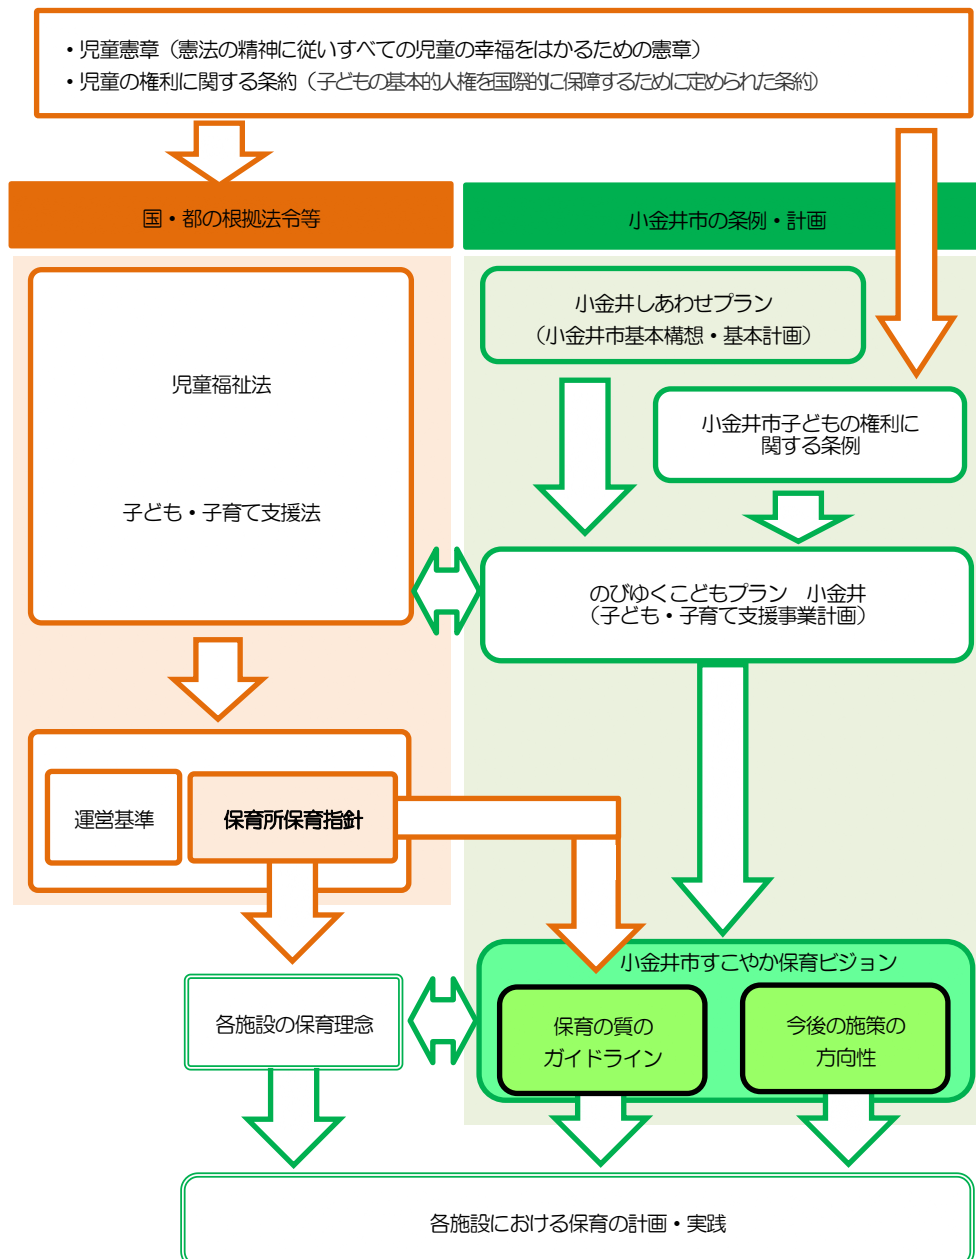 ・児童憲章（憲法の精神に従いすべての児童の幸福をはかるための憲章）
・児童の権利に関する条約（子どもの基本的人権を国際的に保障するために定められた条約）
国・都の根拠法令等
小金井市の条例・計画
児童福祉法
子ども・子育て支援法
小金井しあわせプラン
（小金井市基本構想・基本計画）
小金井市子どもの権利に
関する条例
のびゆくこどもプラン　小金井
（子ども・子育て支援事業計画）
運営基準
保育所保育指針
小金井市すこやか保育ビジョン
各施設の保育理念
保育の質の
ガイドライン
今後の施策の
方向性
各施設における保育の計画・実践